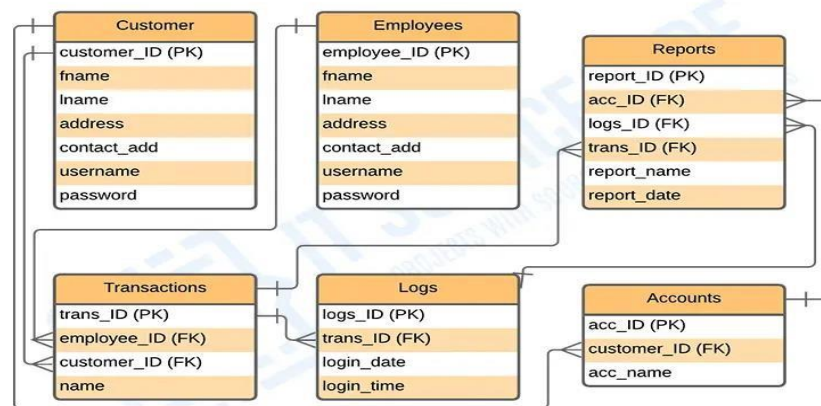 Customer
customer_ID (PK)
fname
lname
address
contact_add
username
password
Employees
employee_ID (PK)
fname
lname
address
contact_add
username
password
Reports
report_ID (PK)
acc_ID (FK)
logs_ID (FK)
trans_ID (FK)
report_name
report_date
Transactions
trans_ID (PK)
employee_ID (FK)
customer_ID (FK)
name
Logs
logs_ID (PK)
trans_ID (FK)
login_date
login_time
Accounts
acc_ID (PK)
customer_ID (FK)
acc_name